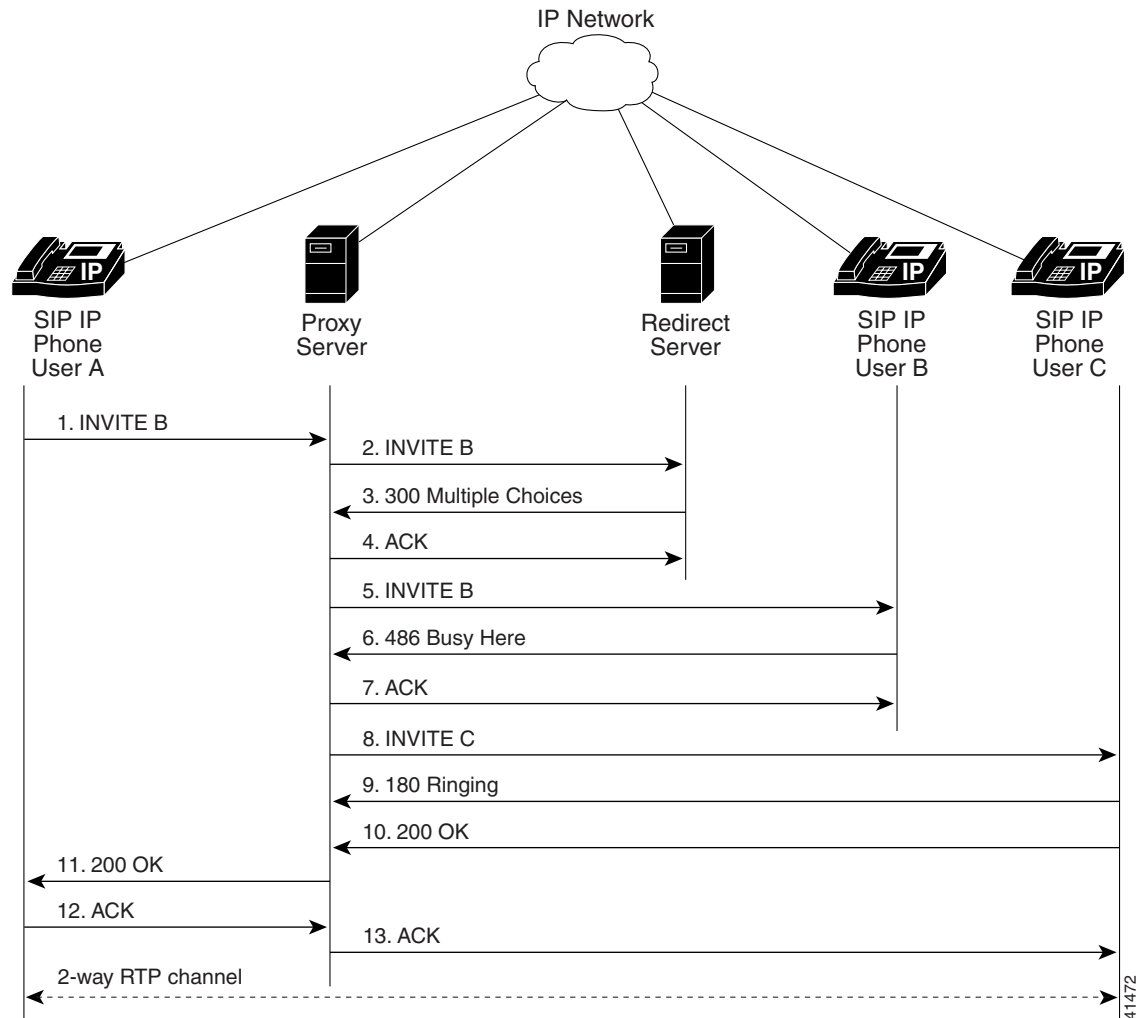 IP Network
IP
IP
IP
SIP IP
Phone
User A
Proxy
Server
Redirect
Server
SIP IP
Phone
User B
SIP IP
Phone
User C
1. INVITE B
2. INVITE B
3. 300 Multiple Choices
4. ACK
5. INVITE B
6. 486 Busy Here
7. ACK
8. INVITE C
9. 180 Ringing
10. 200 OK
11. 200 OK
12. ACK
13. ACK
2-way RTP channel
41472